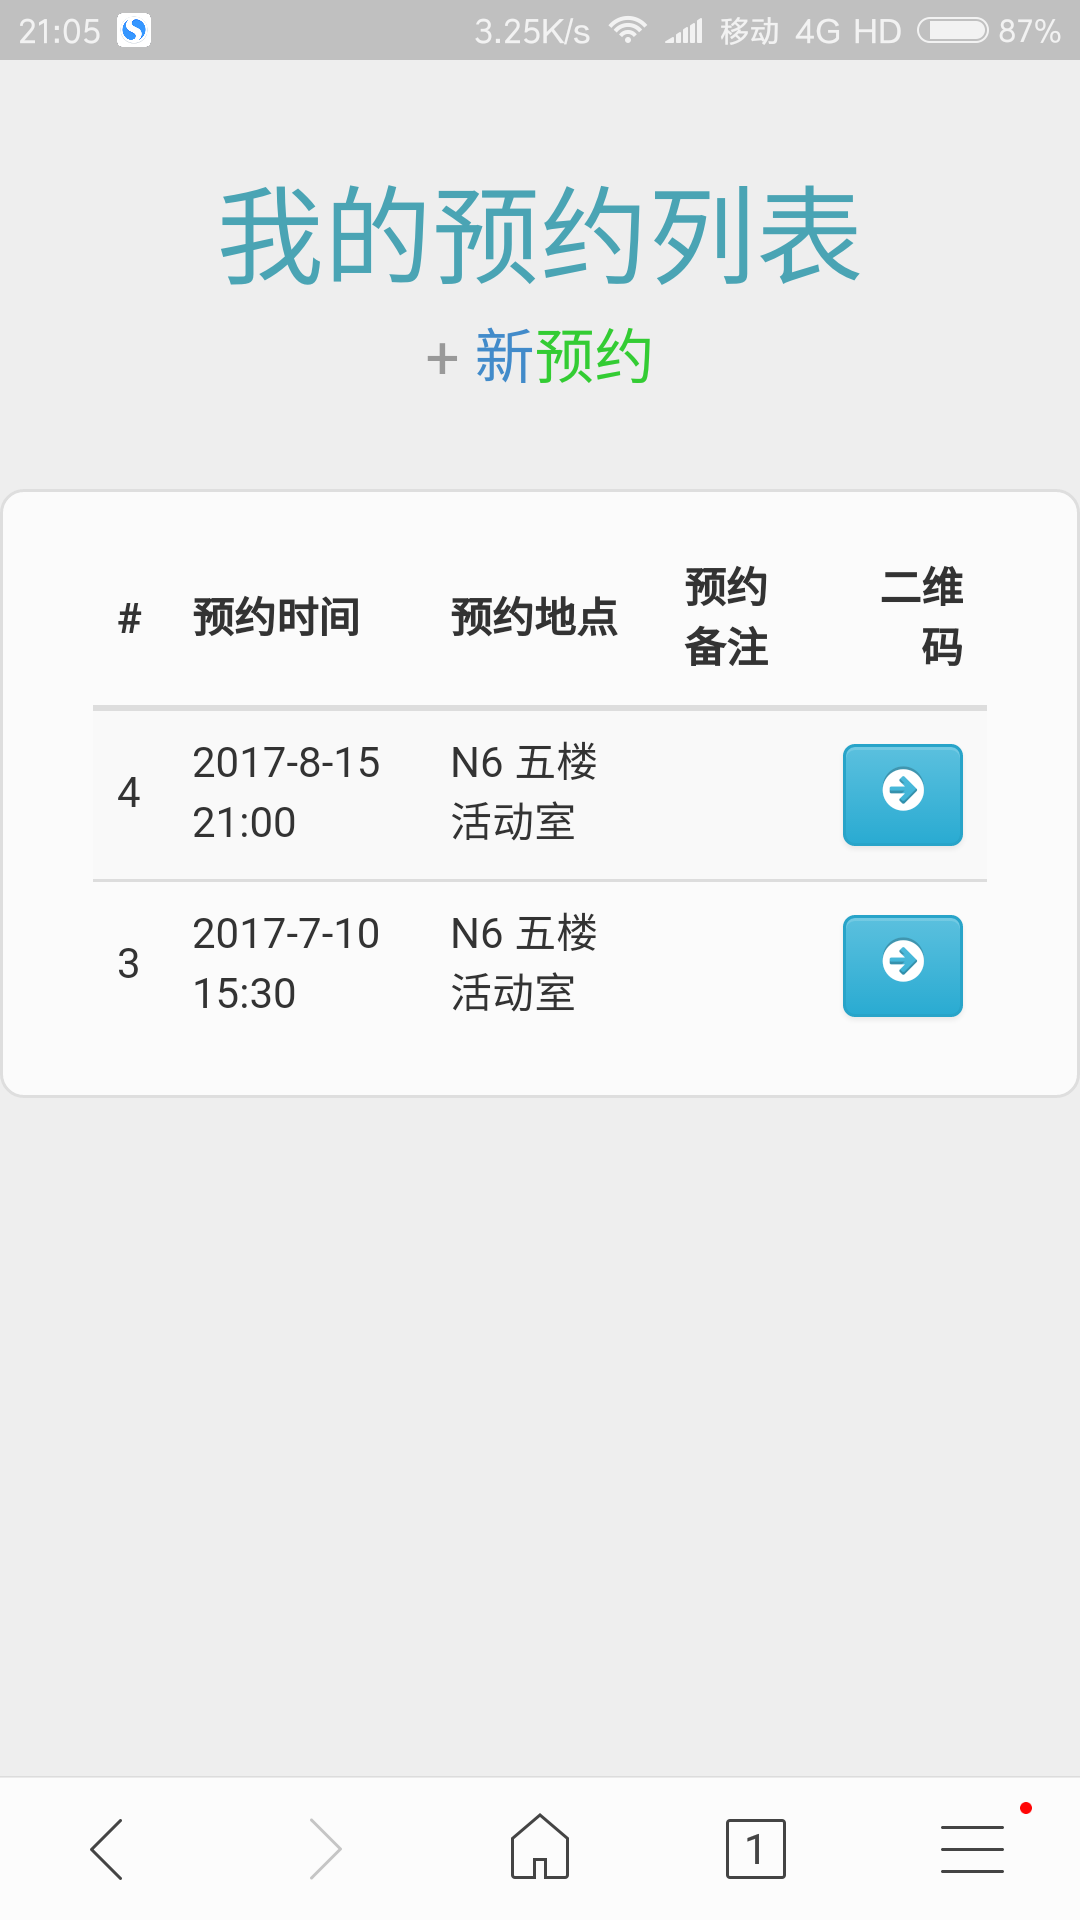 21:05 3.25K/s 移动 4G HD 87%
我的预约列表
+ 新预约
# 预约时间 预约地点 预约备注 二维码
4 2017-8-15 21:00 N6 五楼活动室
3 2017-7-10 15:30 N6 五楼活动室
1